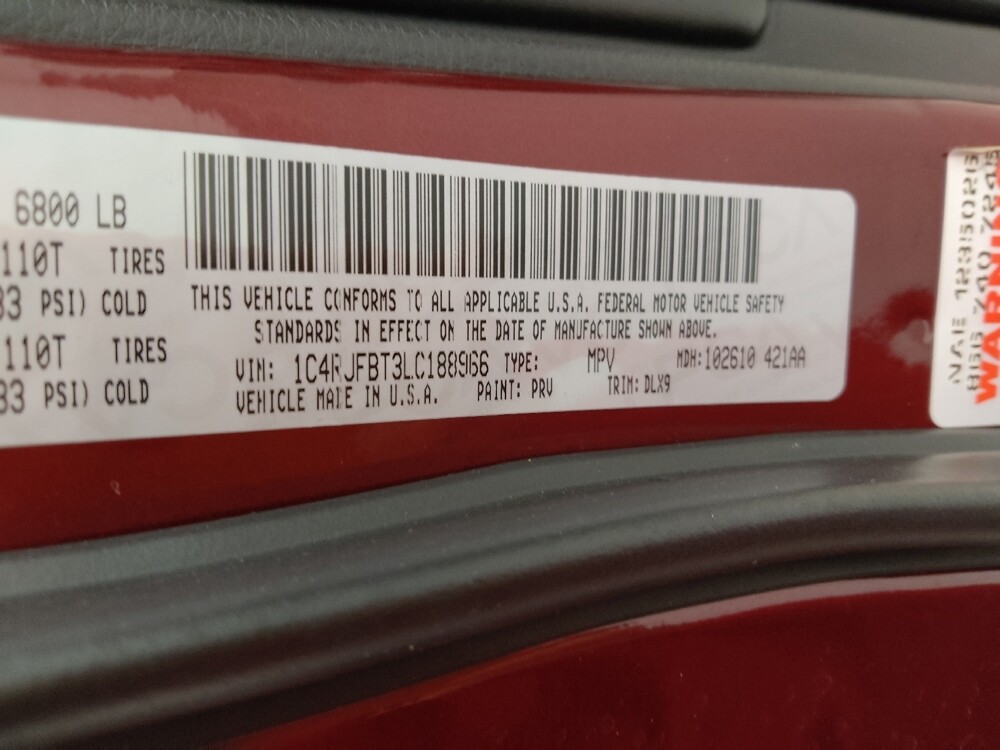 6800 LB
110T TIRES
33 PSI) COLD
110T TIRES
33 PSI) COLD
THIS VEHICLE CONFORMS TO ALL APPLICABLE U.S.A. FEDERAL MOTOR VEHICLE SAFETY
STANDARDS IN EFFECT ON THE DATE OF MANUFACTURE SHOWN ABOVE.
VIN: 1C4RJFBT3LC188966 TYPE: MPV MDH:102610 421AA
VEHICLE MADE IN U.S.A. PAINT: PRV TRIM: DLX9